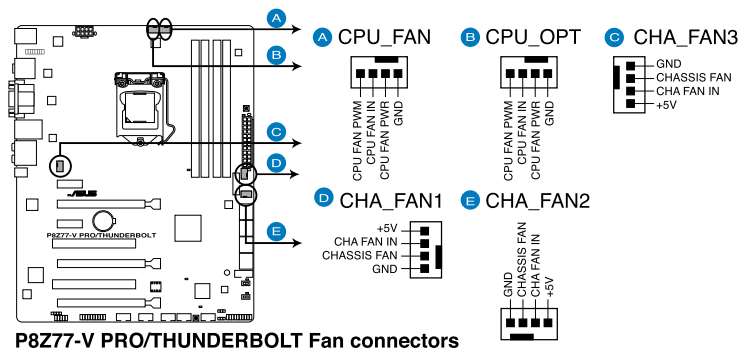 A
B
C
D
E
/SUS
P8Z77-V PRO/THUNDERBOLT
A CPU_FAN
CPU FAN PWM
CPU FAN IN
CPU FAN PWR
GND
B CPU_OPT
CPU FAN PWM
CPU FAN IN
CPU FAN PWR
GND
C CHA_FAN3
GND
CHASSIS FAN
CHA FAN IN
+5V
D CHA_FAN1
+5V
CHA FAN IN
CHASSIS FAN
GND
E CHA_FAN2
GND
CHASSIS FAN
CHA FAN IN
+5V
P8Z77-V PRO/THUNDERBOLT Fan connectors